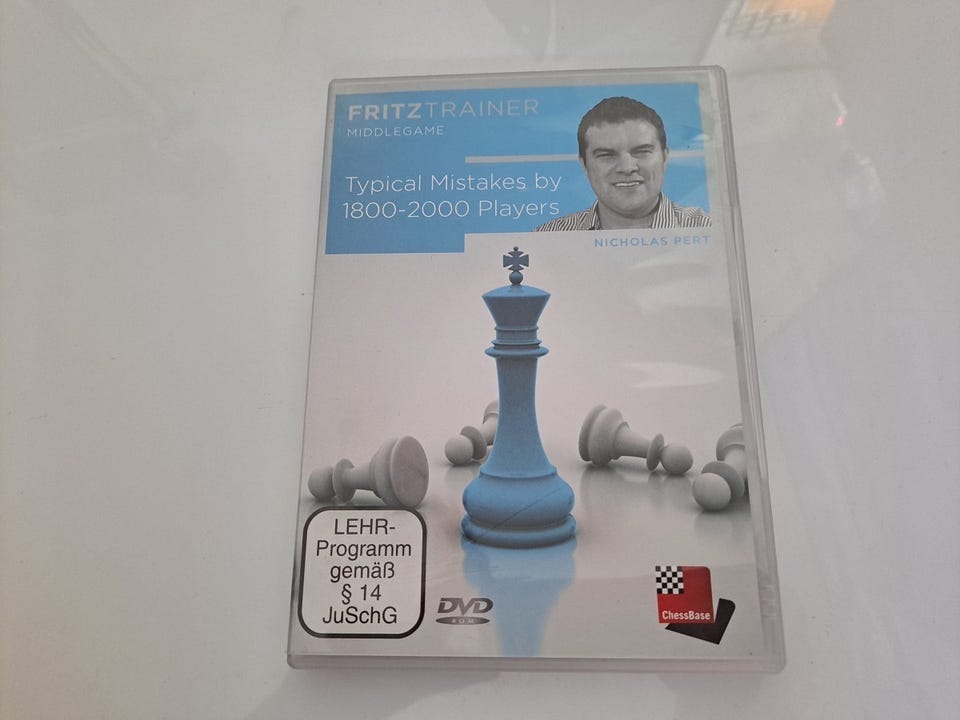 FRITZTRAINER
MIDDLEGAME
Typical Mistakes by
1800-2000 Players
NICHOLAS PERT
LEHR-
Programm
gemäß
§ 14
JuSchG
DVD
ROM
ChessBase